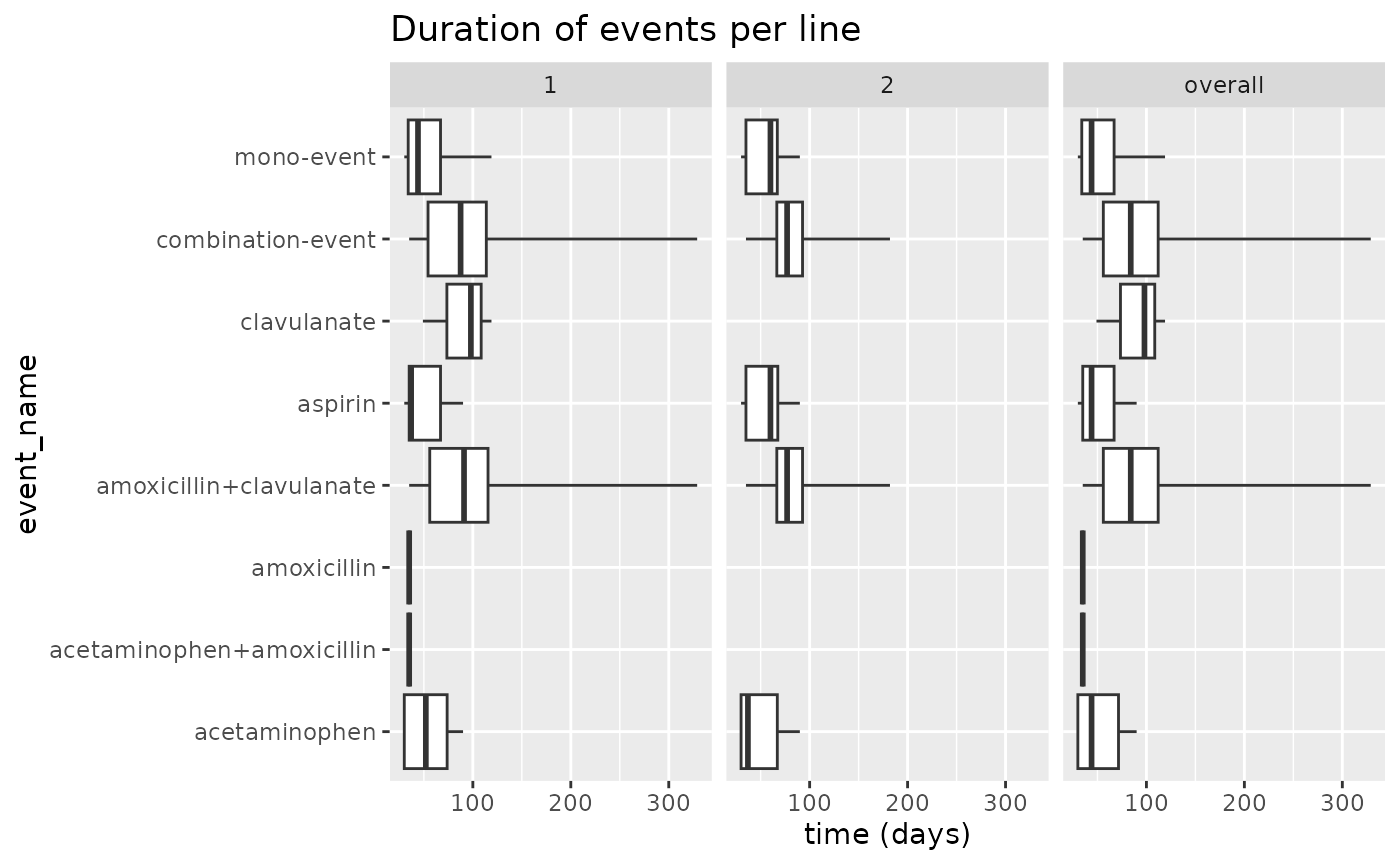 Duration of events per line
1 2 overall
mono-event
combination-event
clavulanate
aspirin
amoxicillin+clavulanate
amoxicillin
acetaminophen+amoxicillin
acetaminophen
event_name
100 200 300 100 200 300 100 200 300
time (days)